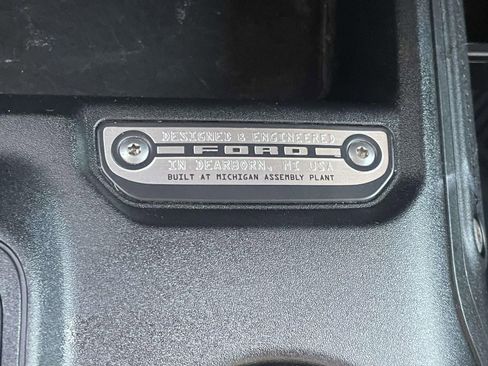 DESIGNED & ENGINEERED
FORD
IN DEARBORN, MI USA
BUILT AT MICHIGAN ASSEMBLY PLANT